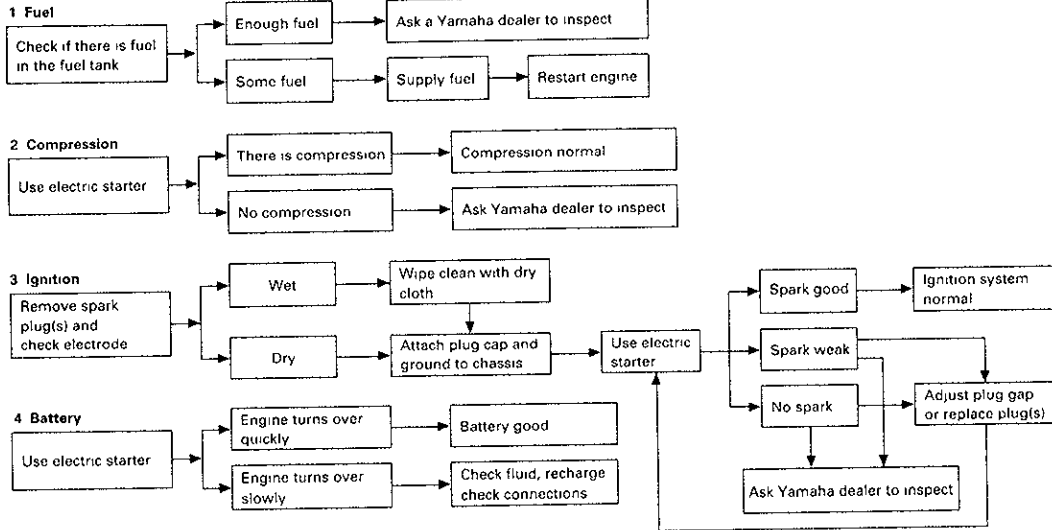 1 Fuel
Check if there is fuel
in the fuel tank
Enough fuel
Ask a Yamaha dealer to inspect
Some fuel
Supply fuel
Restart engine
2 Compression
Use electric starter
There is compression
Compression normal
No compression
Ask Yamaha dealer to inspect
3 Ignition
Remove spark
plug(s) and
check electrode
Wet
Wipe clean with dry
cloth
Dry
Attach plug cap and
ground to chassis
Use electric
starter
Spark good
Ignition system
normal
Spark weak
No spark
Adjust plug gap
or replace plug(s)
Ask Yamaha dealer to inspect
4 Battery
Use electric starter
Engine turns over
quickly
Battery good
Engine turns over
slowly
Check fluid, recharge
check connections